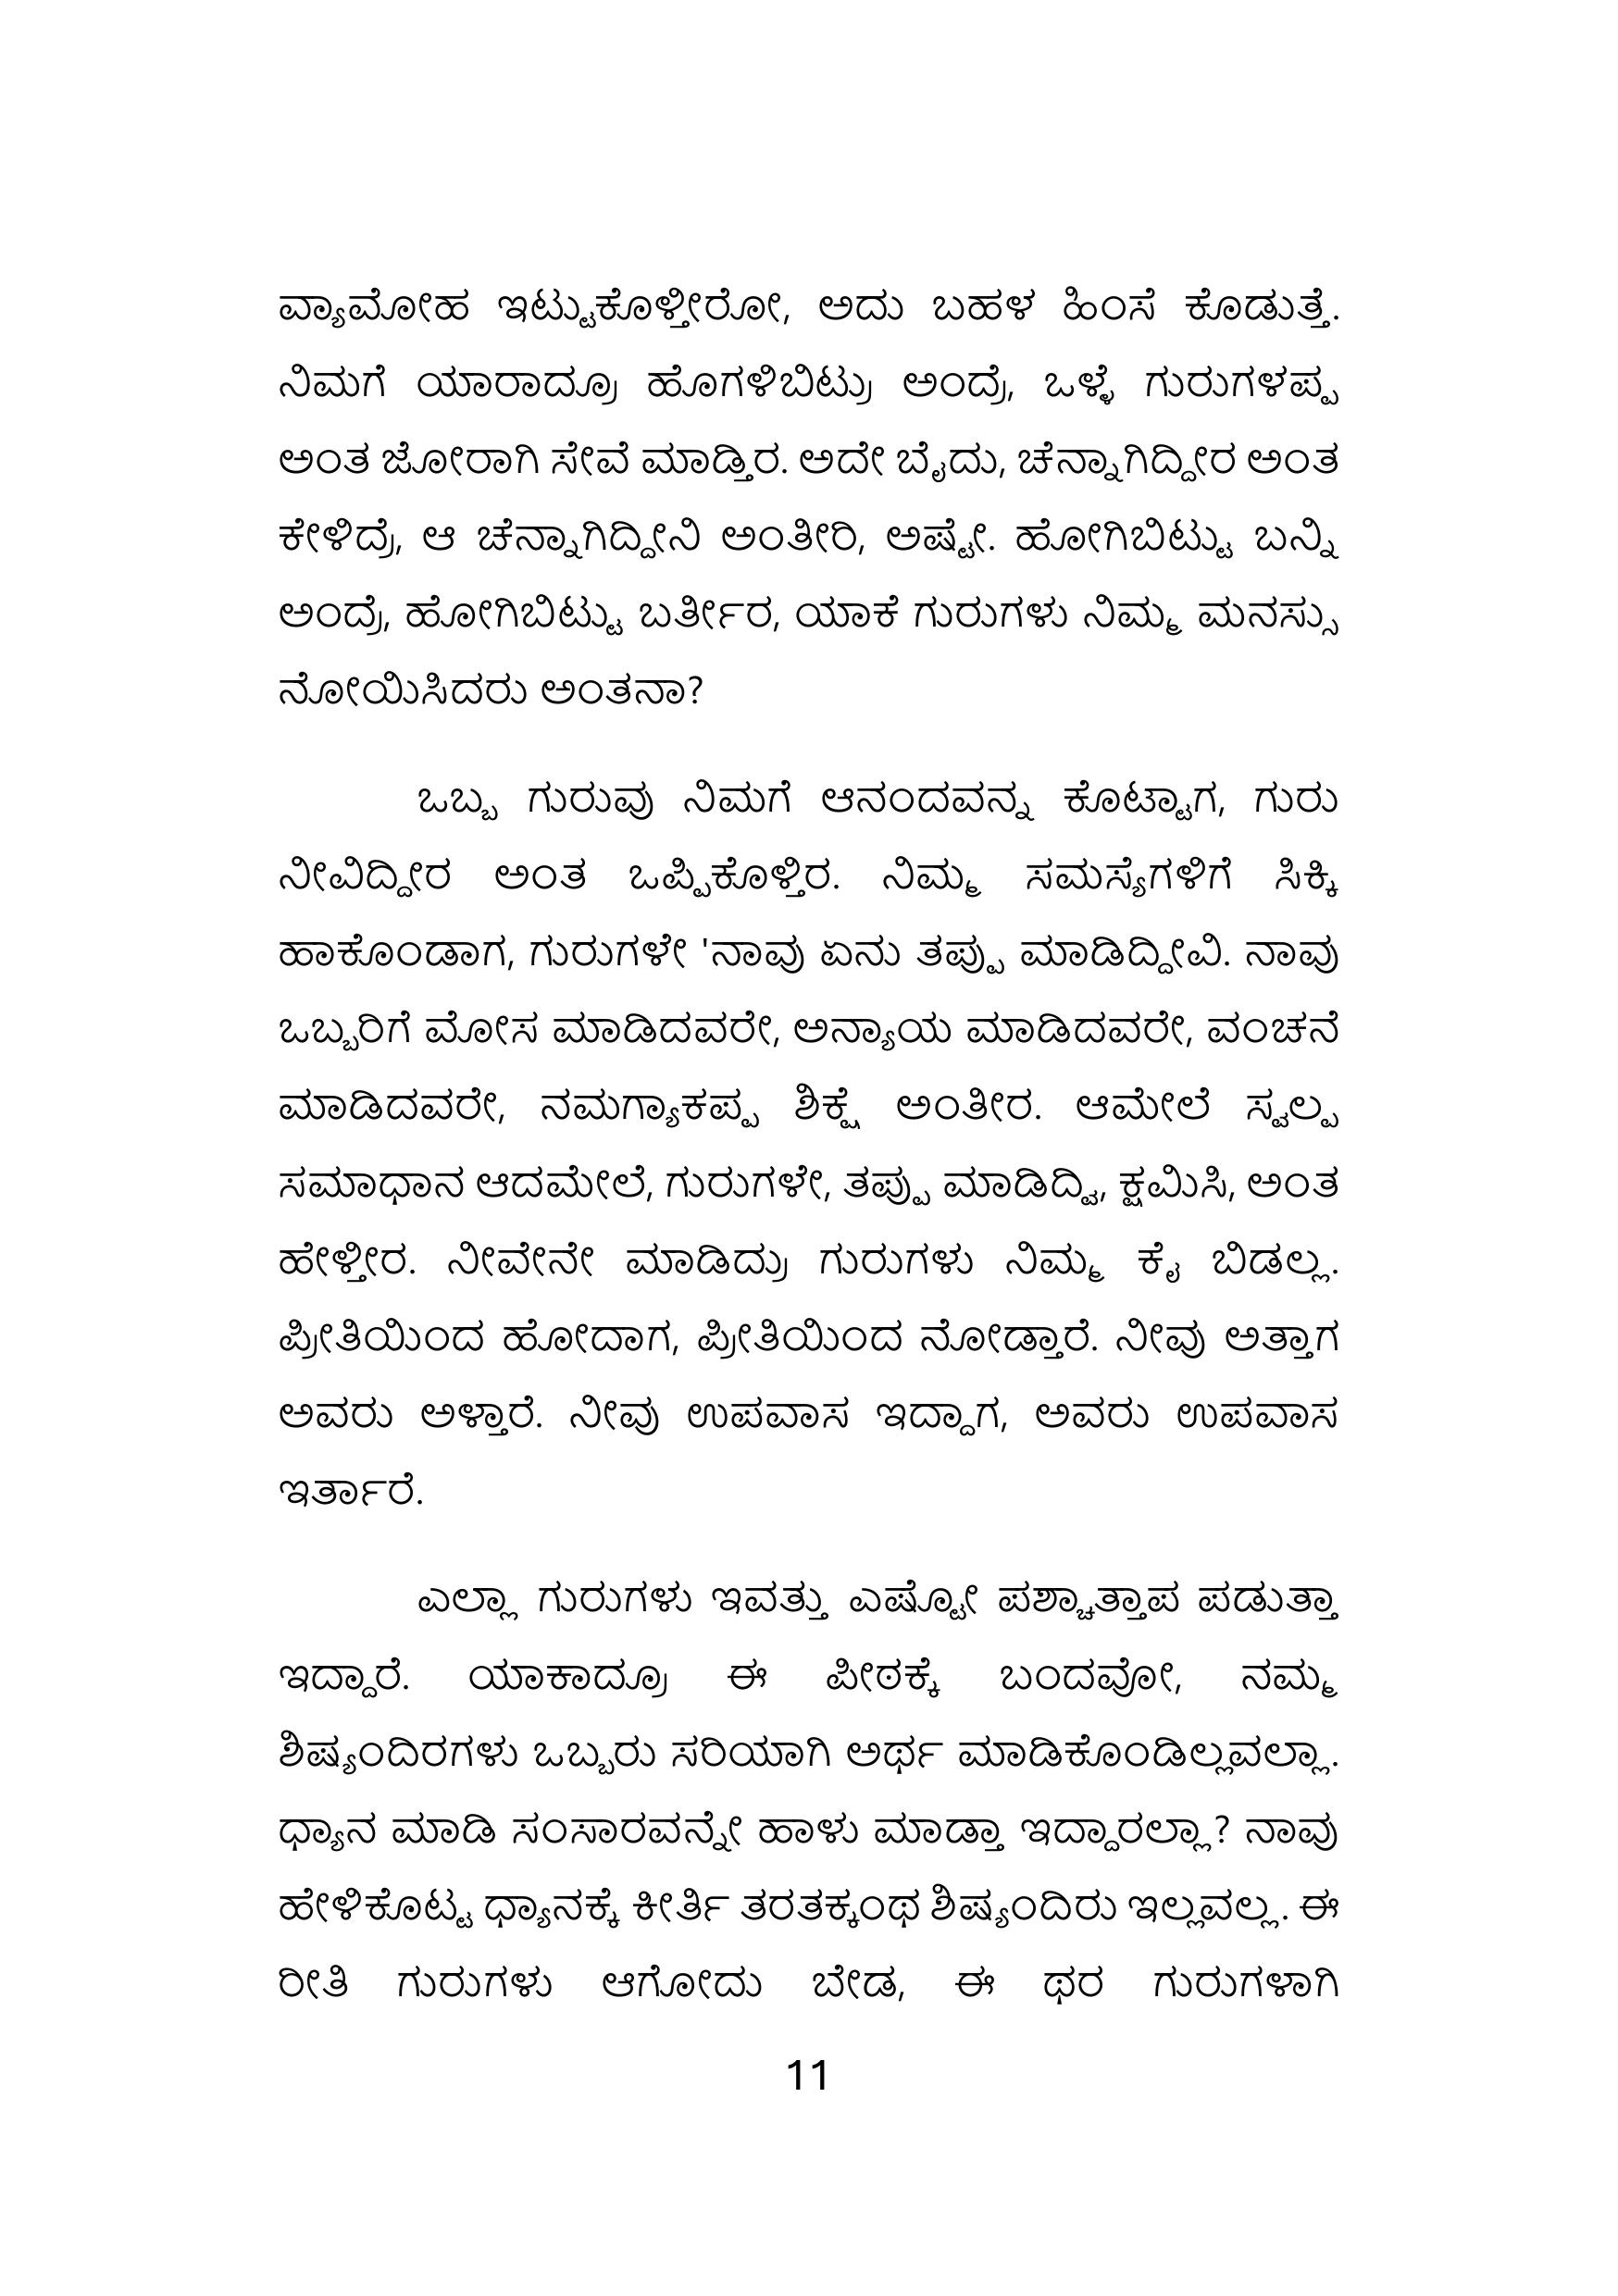 ವ್ಯಾಮೋಹ ಇಟ್ಟುಕೊಳ್ತೀರೋ, ಅದು ಬಹಳ ಹಿಂಸೆ ಕೊಡುತ್ತೆ.
ನಿಮಗೆ ಯಾರಾದ್ರೂ ಹೊಗಳಿಬಿಟ್ರು ಅಂದ್ರೆ, ಒಳ್ಳೆ ಗುರುಗಳಪ್ಪ
ಅಂತ ಜೋರಾಗಿ ಸೇವೆ ಮಾಡ್ತಿರ. ಅದೇ ಬೈದು, ಚೆನ್ನಾಗಿದ್ದೀರ ಅಂತ
ಕೇಳಿದ್ರೆ, ಆ ಚೆನ್ನಾಗಿದ್ದೀನಿ ಅಂತೀರಿ, ಅಷ್ಟೇ. ಹೋಗಿಬಿಟ್ಟು ಬನ್ನಿ
ಅಂದ್ರೆ, ಹೋಗಿಬಿಟ್ಟು ಬರ್ತೀರ, ಯಾಕೆ ಗುರುಗಳು ನಿಮ್ಮ ಮನಸ್ಸು
ನೋಯಿಸಿದರು ಅಂತನಾ?
ಒಬ್ಬ ಗುರುವು ನಿಮಗೆ ಆನಂದವನ್ನ ಕೊಟ್ಟಾಗ, ಗುರು
ನೀವಿದ್ದೀರ ಅಂತ ಒಪ್ಪಿಕೊಳ್ತಿರ. ನಿಮ್ಮ ಸಮಸ್ಯೆಗಳಿಗೆ ಸಿಕ್ಕಿ
ಹಾಕೊಂಡಾಗ, ಗುರುಗಳೇ 'ನಾವು ಏನು ತಪ್ಪು ಮಾಡಿದ್ದೀವಿ. ನಾವು
ಒಬ್ಬರಿಗೆ ಮೋಸ ಮಾಡಿದವರೇ, ಅನ್ಯಾಯ ಮಾಡಿದವರೇ, ವಂಚನೆ
ಮಾಡಿದವರೇ, ನಮಗ್ಯಾಕಪ್ಪ ಶಿಕ್ಷೆ ಅಂತೀರ. ಆಮೇಲೆ ಸ್ವಲ್ಪ
ಸಮಾಧಾನ ಆದಮೇಲೆ, ಗುರುಗಳೇ, ತಪ್ಪು ಮಾಡಿದ್ವಿ, ಕ್ಷಮಿಸಿ, ಅಂತ
ಹೇಳ್ತೀರ. ನೀವೇನೇ ಮಾಡಿದ್ರು ಗುರುಗಳು ನಿಮ್ಮ ಕೈ ಬಿಡಲ್ಲ.
ಪ್ರೀತಿಯಿಂದ ಹೋದಾಗ, ಪ್ರೀತಿಯಿಂದ ನೋಡ್ತಾರೆ. ನೀವು ಅತ್ತಾಗ
ಅವರು ಅಳ್ತಾರೆ. ನೀವು ಉಪವಾಸ ಇದ್ದಾಗ, ಅವರು ಉಪವಾಸ
ಇರ್ತಾರೆ.
ಎಲ್ಲಾ ಗುರುಗಳು ಇವತ್ತು ಎಷ್ಟೋ ಪಶ್ಚಾತ್ತಾಪ ಪಡುತ್ತಾ
ಇದ್ದಾರೆ. ಯಾಕಾದ್ರೂ ಈ ಪೀಠಕ್ಕೆ ಬಂದವೋ, ನಮ್ಮ
ಶಿಷ್ಯಂದಿರಗಳು ಒಬ್ಬರು ಸರಿಯಾಗಿ ಅರ್ಥ ಮಾಡಿಕೊಂಡಿಲ್ಲವಲ್ಲಾ.
ಧ್ಯಾನ ಮಾಡಿ ಸಂಸಾರವನ್ನೇ ಹಾಳು ಮಾಡ್ತಾ ಇದ್ದಾರಲ್ಲಾ? ನಾವು
ಹೇಳಿಕೊಟ್ಟ ಧ್ಯಾನಕ್ಕೆ ಕೀರ್ತಿ ತರತಕ್ಕಂಥ ಶಿಷ್ಯಂದಿರು ಇಲ್ಲವಲ್ಲ. ಈ
ರೀತಿ ಗುರುಗಳು ಆಗೋದು ಬೇಡ, ಈ ಥರ ಗುರುಗಳಾಗಿ
11